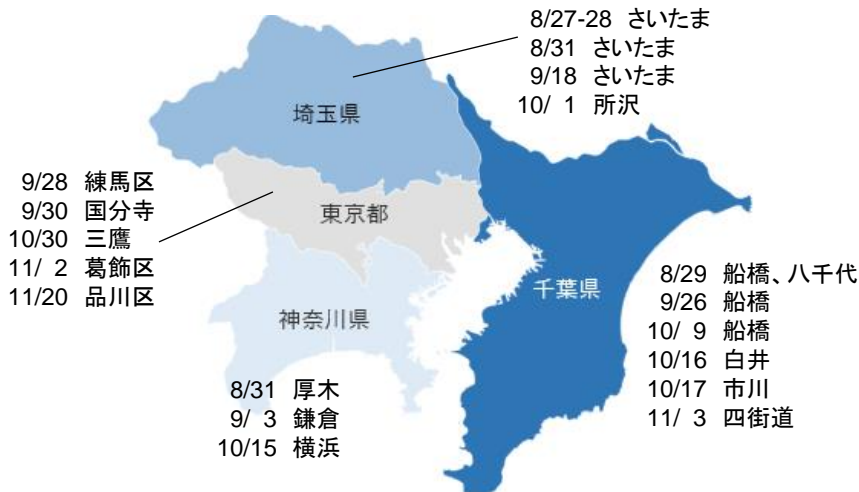 8/27-28 さいたま
8/31 さいたま
9/18 さいたま
10/ 1 所沢
埼玉県
9/28 練馬区
9/30 国分寺
10/30 三鷹
11/ 2 葛飾区
11/20 品川区
東京都
千葉県
8/29 船橋、八千代
9/26 船橋
10/ 9 船橋
10/16 白井
10/17 市川
11/ 3 四街道
神奈川県
8/31 厚木
9/ 3 鎌倉
10/15 横浜